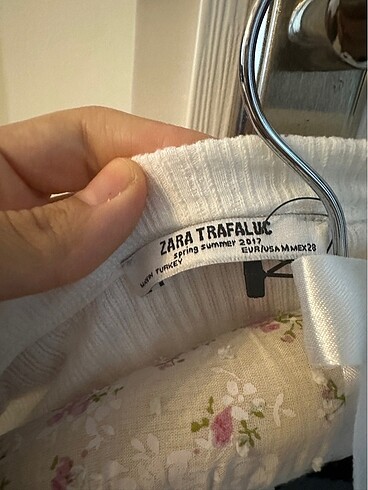 ZARA TRAFALUC
spring summer 2017
EUR/USA M MEX 28
TURKEY